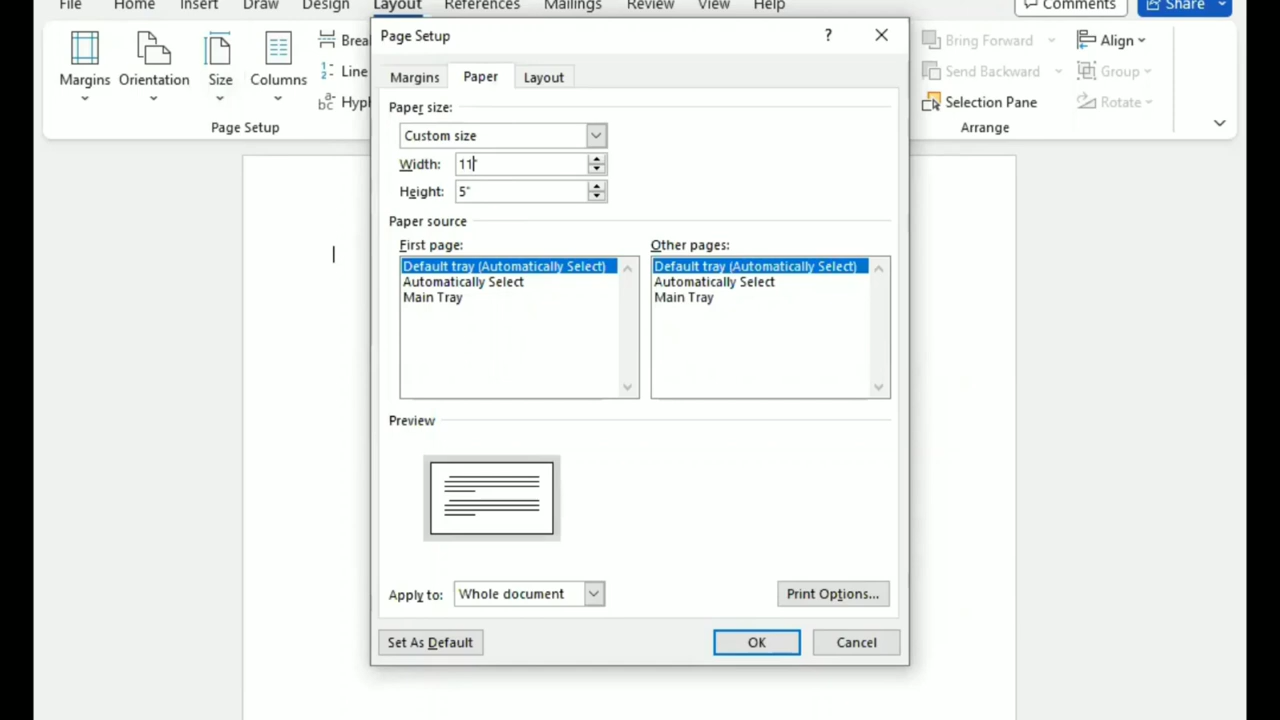 File Home Insert Draw Design Layout References Mailings Review View Help Comments Share
Page Setup ?
Margins Orientation Size Columns
Line
Page Setup
Bring Forward Align
Send Backward Group
Selection Pane Rotate
Arrange
Margins Paper Layout
Paper size:
Custom size
Width: 11"
Height: 5"
Paper source
First page: Other pages:
Default tray (Automatically Select) Default tray (Automatically Select)
Automatically Select Automatically Select
Main Tray Main Tray
Preview
Apply to: Whole document Print Options...
Set As Default OK Cancel